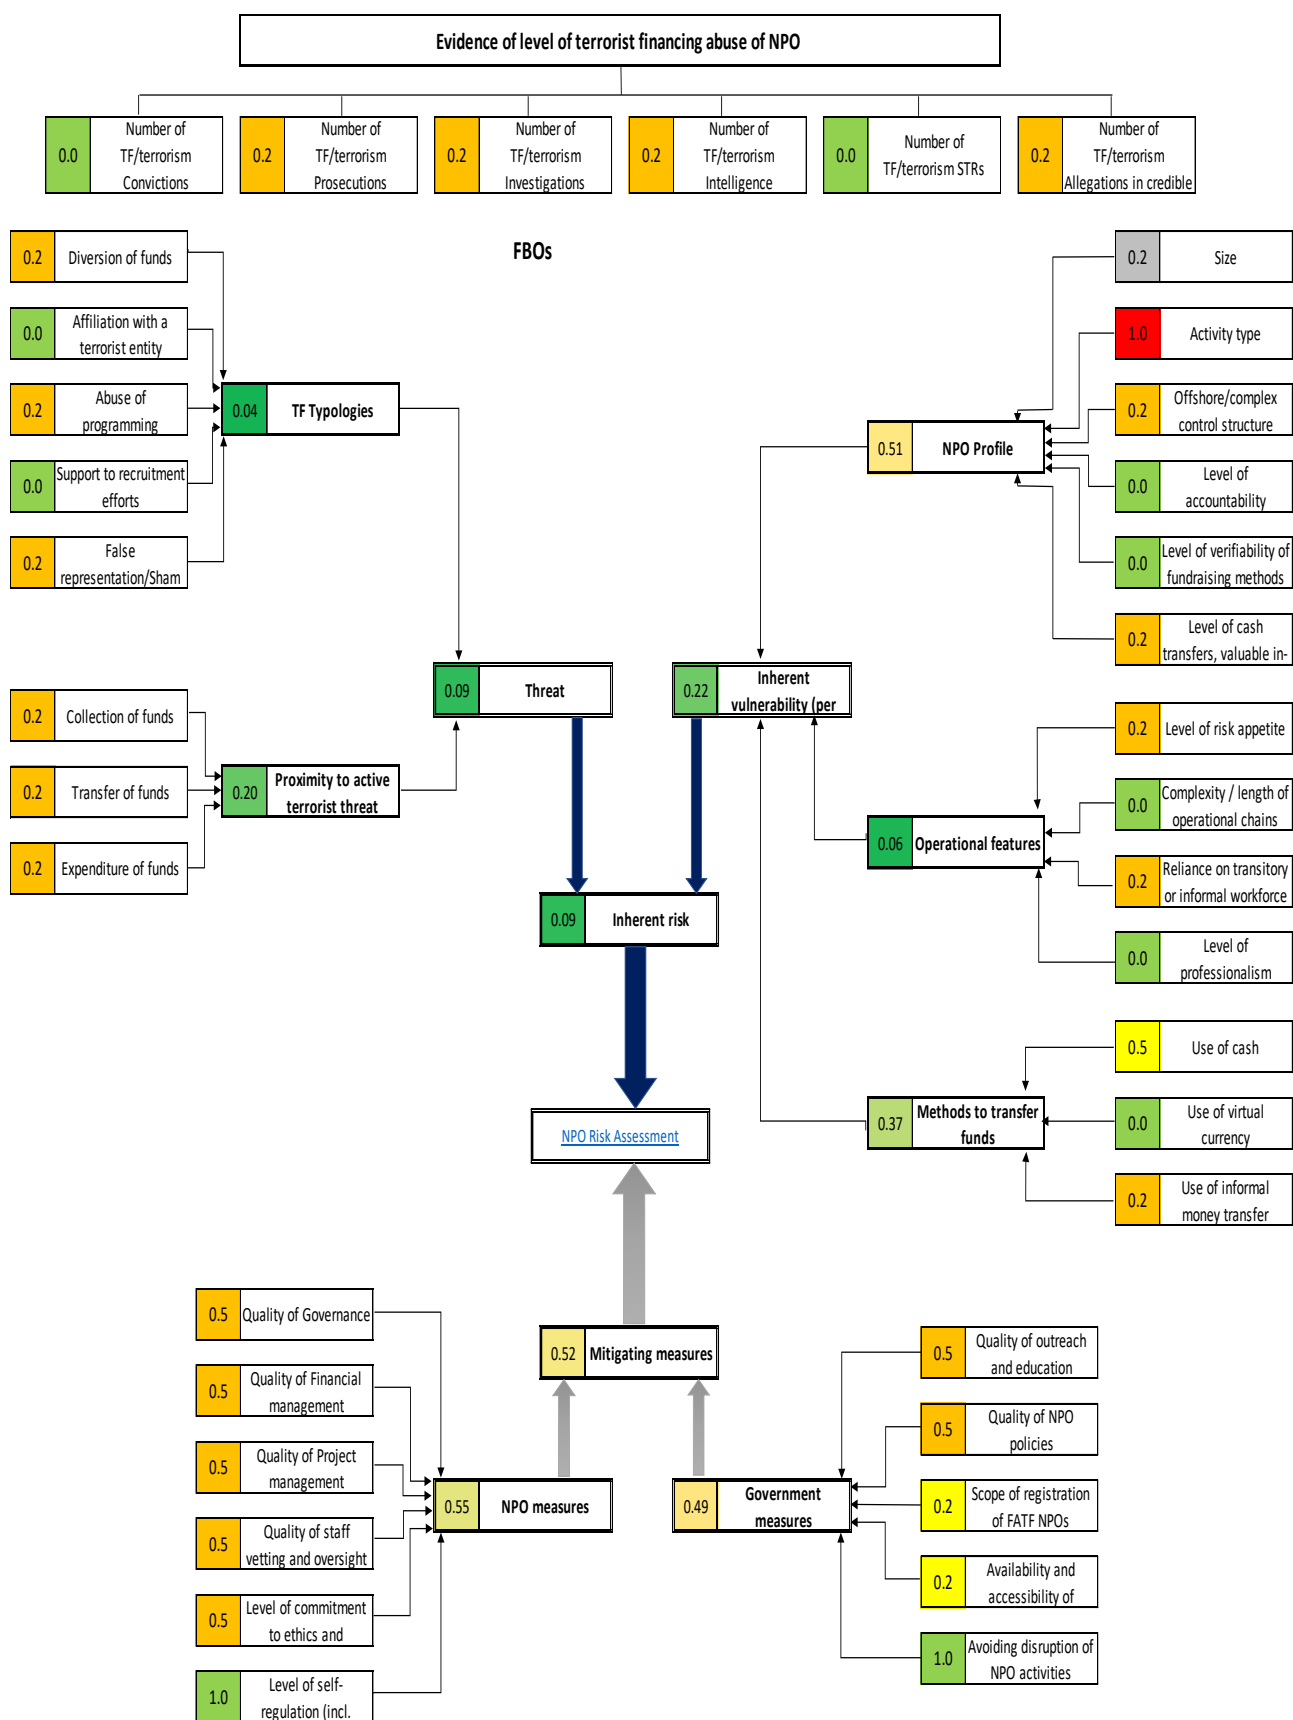 Evidence of level of terrorist financing abuse of NPO
0.0
Number of
TF/terrorism
Convictions
0.2
Number of
TF/terrorism
Prosecutions
0.2
Number of
TF/terrorism
Investigations
0.2
Number of
TF/terrorism
Intelligence
0.0
Number of
TF/terrorism STRs
0.2
Number of
TF/terrorism
Allegations in credible
FBOs
0.2
Diversion of funds
0.0
Affiliation with a
terrorist entity
0.2
Abuse of
programming
0.0
Support to recruitment
efforts
0.2
False
representation/Sham
0.04
TF Typologies
0.2
Size
1.0
Activity type
0.2
Offshore/complex
control structure
0.0
Level of
accountability
0.0
Level of verifiability of
fundraising methods
0.2
Level of cash
transfers, valuable in-
0.51
NPO Profile
0.09
Threat
0.22
Inherent
vulnerability (per
0.2
Collection of funds
0.2
Transfer of funds
0.2
Expenditure of funds
0.20
Proximity to active
terrorist threat
0.2
Level of risk appetite
0.0
Complexity / length of
operational chains
0.2
Reliance on transitory
or informal workforce
0.0
Level of
professionalism
0.06
Operational features
0.09
Inherent risk
0.5
Use of cash
0.0
Use of virtual
currency
0.2
Use of informal
money transfer
0.37
Methods to transfer
funds
NPO Risk Assessment
0.52
Mitigating measures
0.5
Quality of Governance
0.5
Quality of Financial
management
0.5
Quality of Project
management
0.5
Quality of staff
vetting and oversight
0.5
Level of commitment
to ethics and
1.0
Level of self-
regulation (incl.
0.55
NPO measures
0.49
Government
measures
0.5
Quality of outreach
and education
0.5
Quality of NPO
policies
0.2
Scope of registration
of FATF NPOs
0.2
Availability and
accessibility of
1.0
Avoiding disruption of
NPO activities